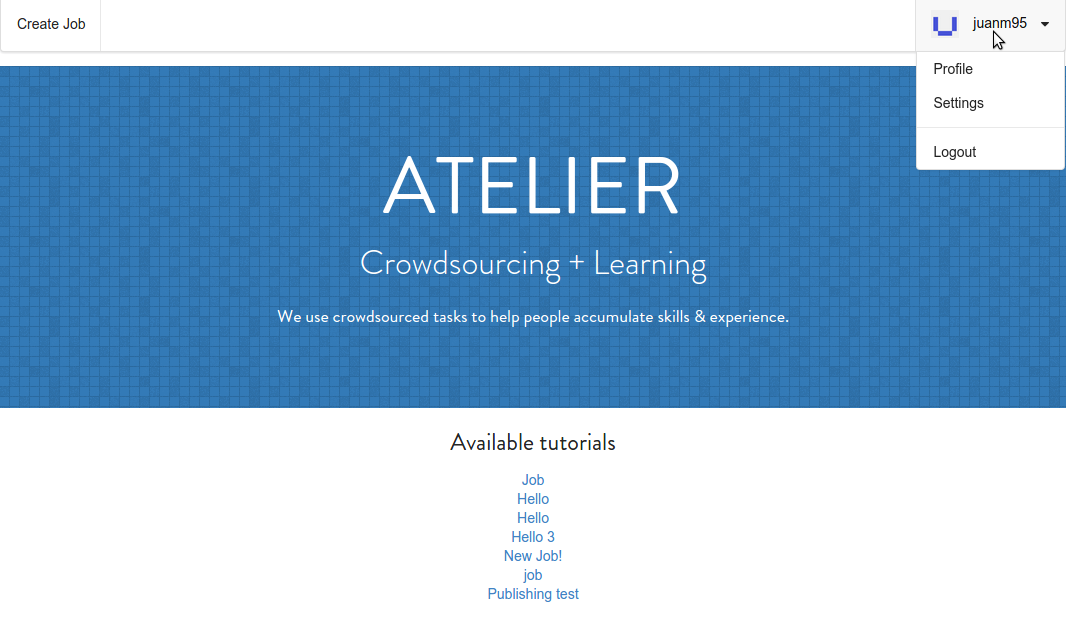 Create Job
juanm95
Profile
Settings
Logout
ATELIER
Crowdsourcing + Learning
We use crowdsourced tasks to help people accumulate skills & experience.
Available tutorials
Job
Hello
Hello
Hello 3
New Job!
job
Publishing test